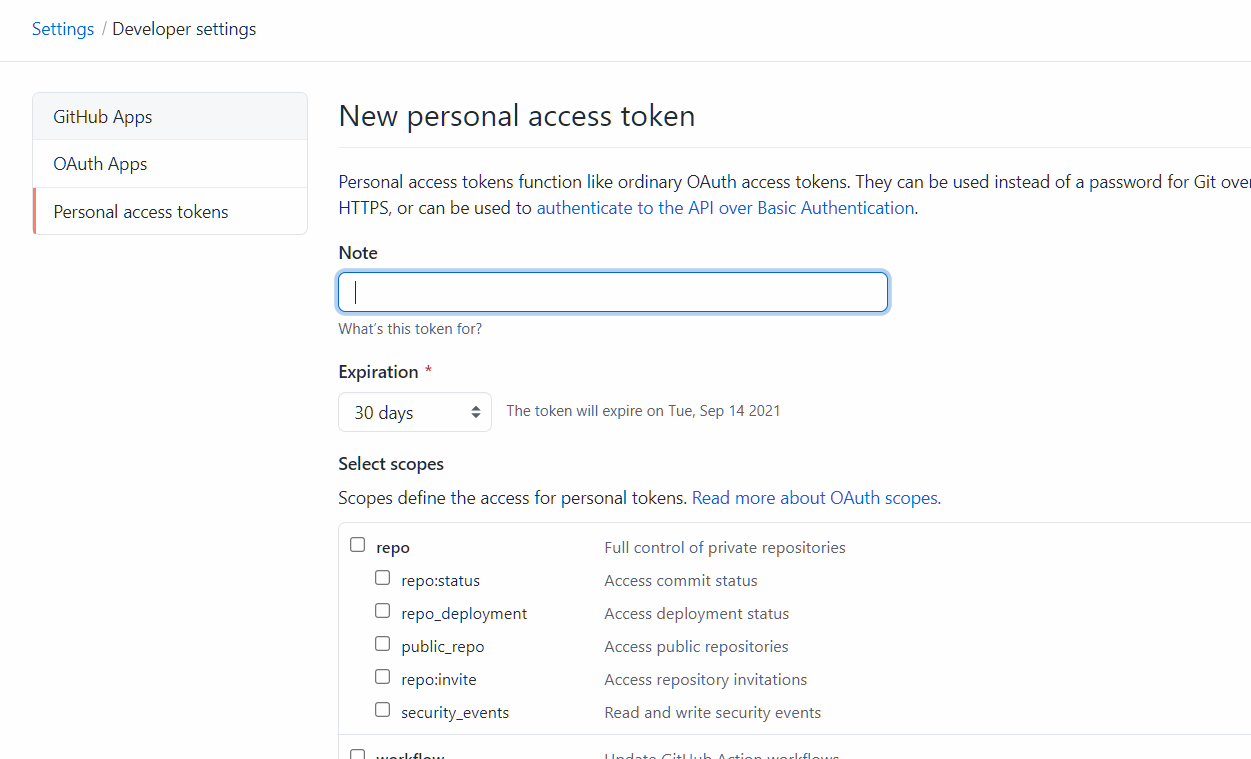 Settings / Developer settings
GitHub Apps
OAuth Apps
Personal access tokens
New personal access token
Personal access tokens function like ordinary OAuth access tokens. They can be used instead of a password for Git over
HTTPS, or can be used to authenticate to the API over Basic Authentication.
Note
What's this token for?
Expiration *
30 days
The token will expire on Tue, Sep 14 2021
Select scopes
Scopes define the access for personal tokens. Read more about OAuth scopes.
repo Full control of private repositories
repo:status Access commit status
repo_deployment Access deployment status
public_repo Access public repositories
repo:invite Access repository invitations
security_events Read and write security events
workflow Update GitHub Action workflows